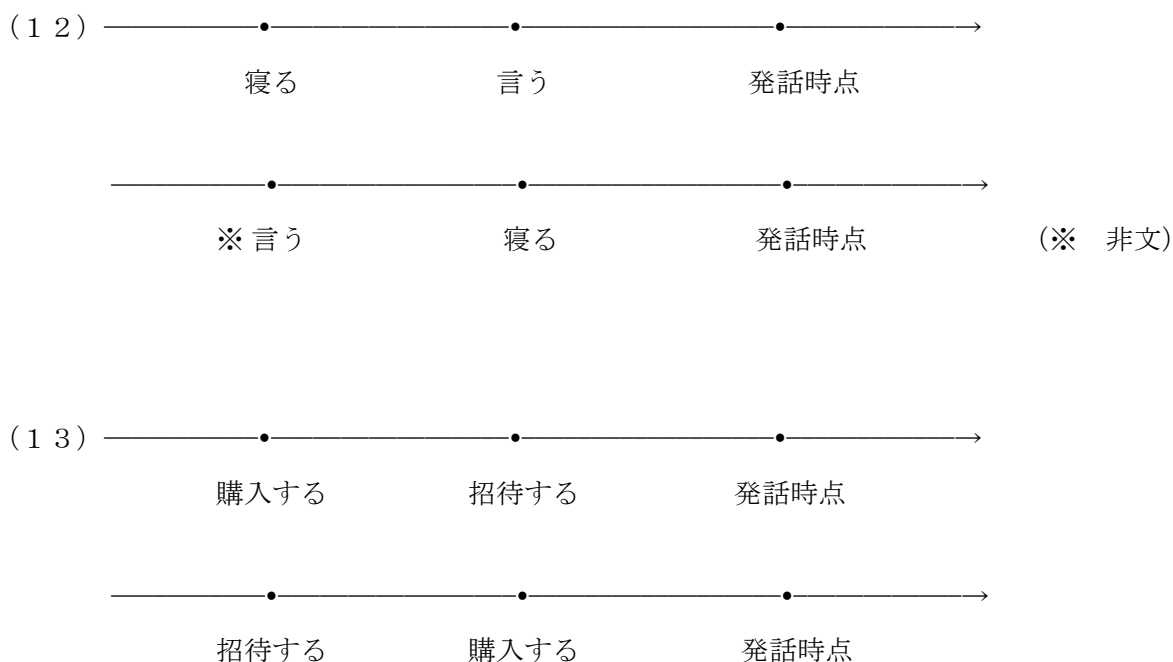 (12)
寝る 言う 発話時点
※言う 寝る 発話時点 (※ 非文)
(13)
購入する 招待する 発話時点
招待する 購入する 発話時点